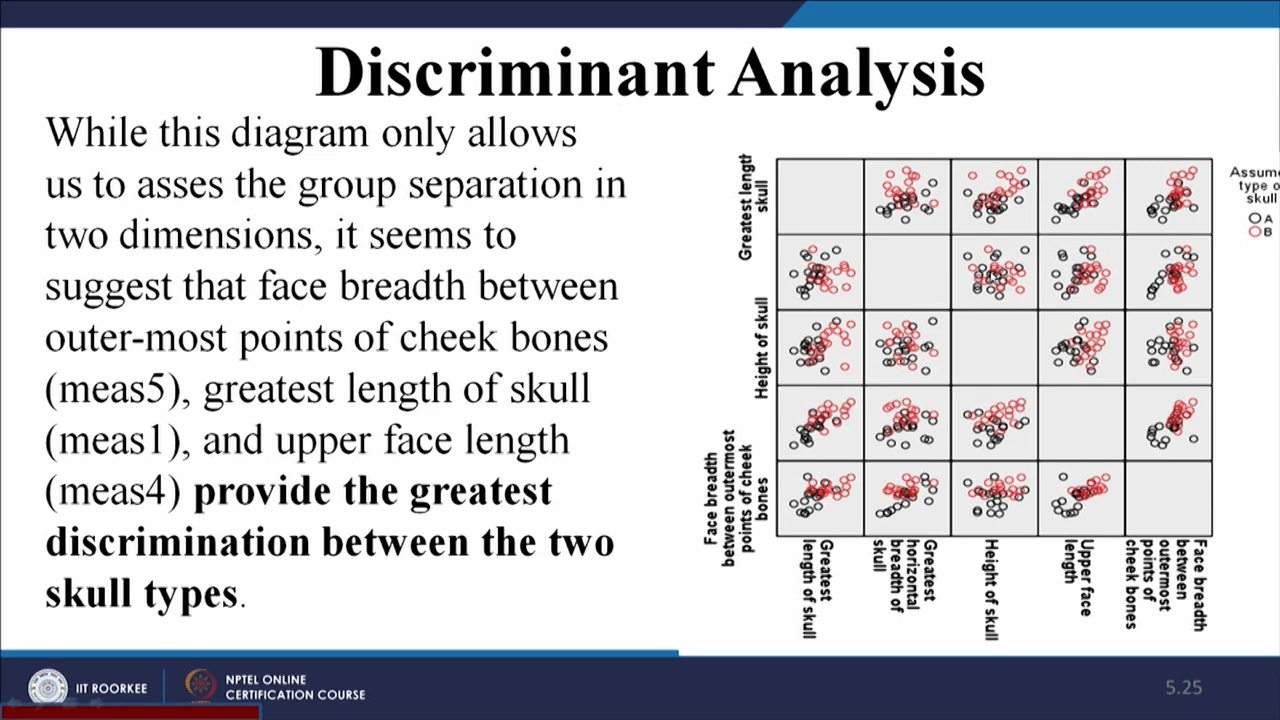 Discriminant Analysis
While this diagram only allows
us to asses the group separation in
two dimensions, it seems to
suggest that face breadth between
outer-most points of cheek bones
(meas5), greatest length of skull
(meas1), and upper face length
(meas4) provide the greatest
discrimination between the two
skull types.
Greatest length
skull
Height of skull
Face breadth
between outermost
points of cheek
bones
Greatest
length of skull
Greatest
horizontal
breadth of
skull
Height of skull
Upper face
length
Face breadth
between
outermost
points of
cheek bones
Assume
type o
skull
A
B
IIT ROORKEE
NPTEL ONLINE
CERTIFICATION COURSE
5.25